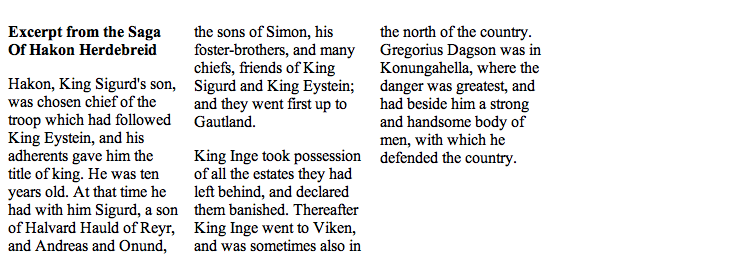 Excerpt from the Saga
Of Hakon Herdebreid
Hakon, King Sigurd's son,
was chosen chief of the
troop which had followed
King Eystein, and his
adherents gave him the
title of king. He was ten
years old. At that time he
had with him Sigurd, a son
of Halvard Hauld of Reyr,
and Andreas and Onund,
the sons of Simon, his
foster-brothers, and many
chiefs, friends of King
Sigurd and King Eystein;
and they went first up to
Gautland.
King Inge took possession
of all the estates they had
left behind, and declared
them banished. Thereafter
King Inge went to Viken,
and was sometimes also in
the north of the country.
Gregorius Dagson was in
Konungahella, where the
danger was greatest, and
had beside him a strong
and handsome body of
men, with which he
defended the country.